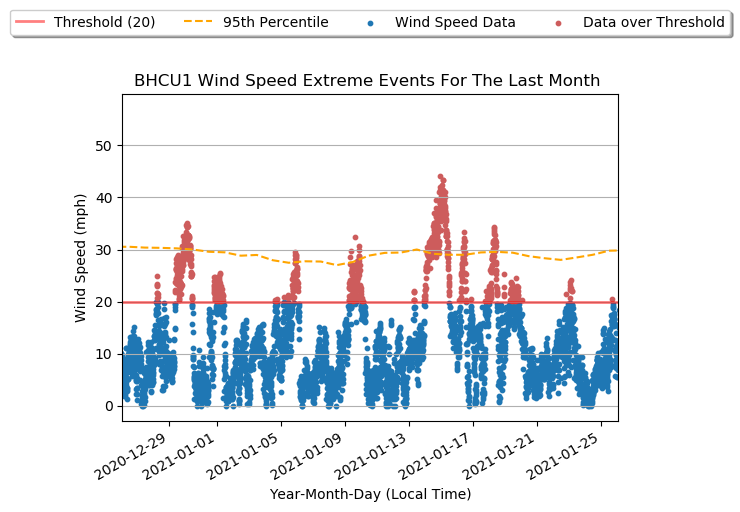 Threshold (20) 95th Percentile Wind Speed Data Data over Threshold
BHCU1 Wind Speed Extreme Events For The Last Month
50
40
30
20
10
0
Wind Speed (mph)
2020-12-29 2021-01-01 2021-01-05 2021-01-09 2021-01-13 2021-01-17 2021-01-21 2021-01-25
Year-Month-Day (Local Time)